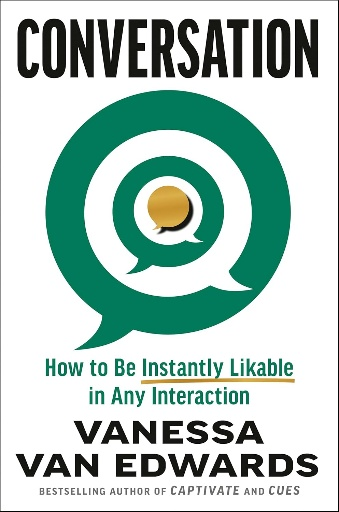 CONVERSATION
How to Be Instantly Likable
in Any Interaction
VANESSA
VAN EDWARDS
BESTSELLING AUTHOR OF CAPTIVATE AND CUES